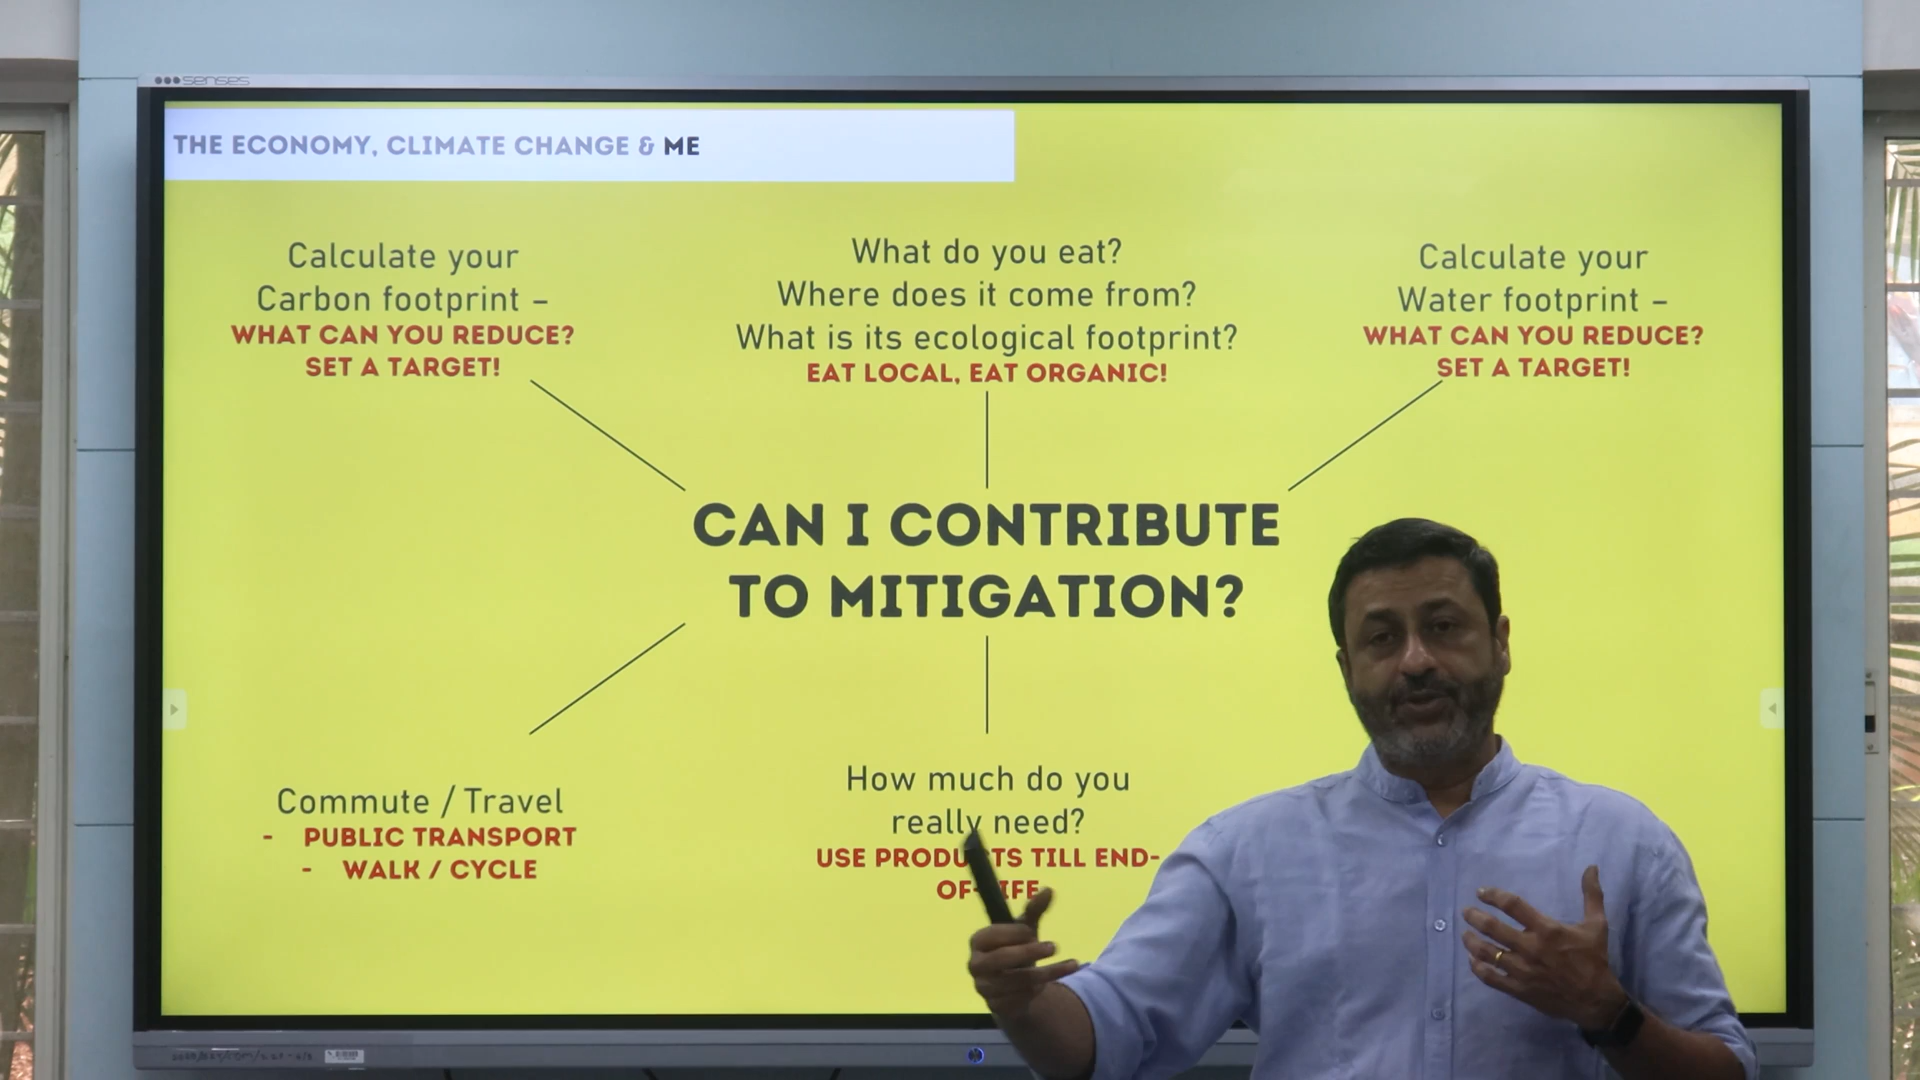 senses
THE ECONOMY, CLIMATE CHANGE & ME
Calculate your
Carbon footprint –
WHAT CAN YOU REDUCE?
SET A TARGET!
What do you eat?
Where does it come from?
What is its ecological footprint?
EAT LOCAL, EAT ORGANIC!
Calculate your
Water footprint –
WHAT CAN YOU REDUCE?
SET A TARGET!
CAN I CONTRIBUTE
TO MITIGATION?
Commute / Travel
- PUBLIC TRANSPORT
- WALK / CYCLE
How much do you
really need?
USE PRODUCTS TILL END-
OF-LIFE